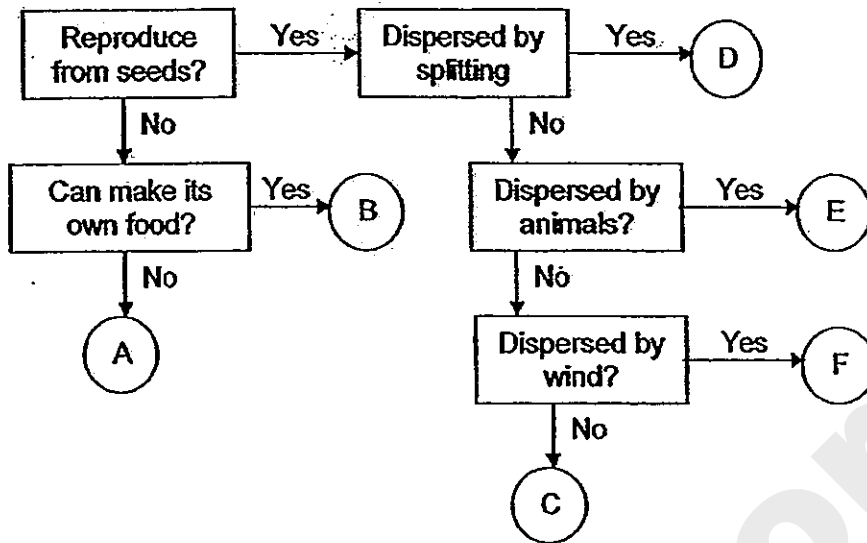 Reproduce
from seeds?
Yes
Dispersed by
splitting
Yes
D
No
No
Can make its
own food?
Yes
B
Dispersed by
animals?
Yes
E
No
No
A
Dispersed by
wind?
Yes
F
No
C